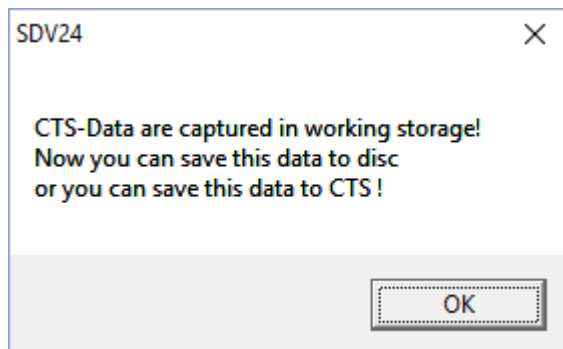 SDV24
CTS-Data are captured in working storage!
Now you can save this data to disc
or you can save this data to CTS !
OK